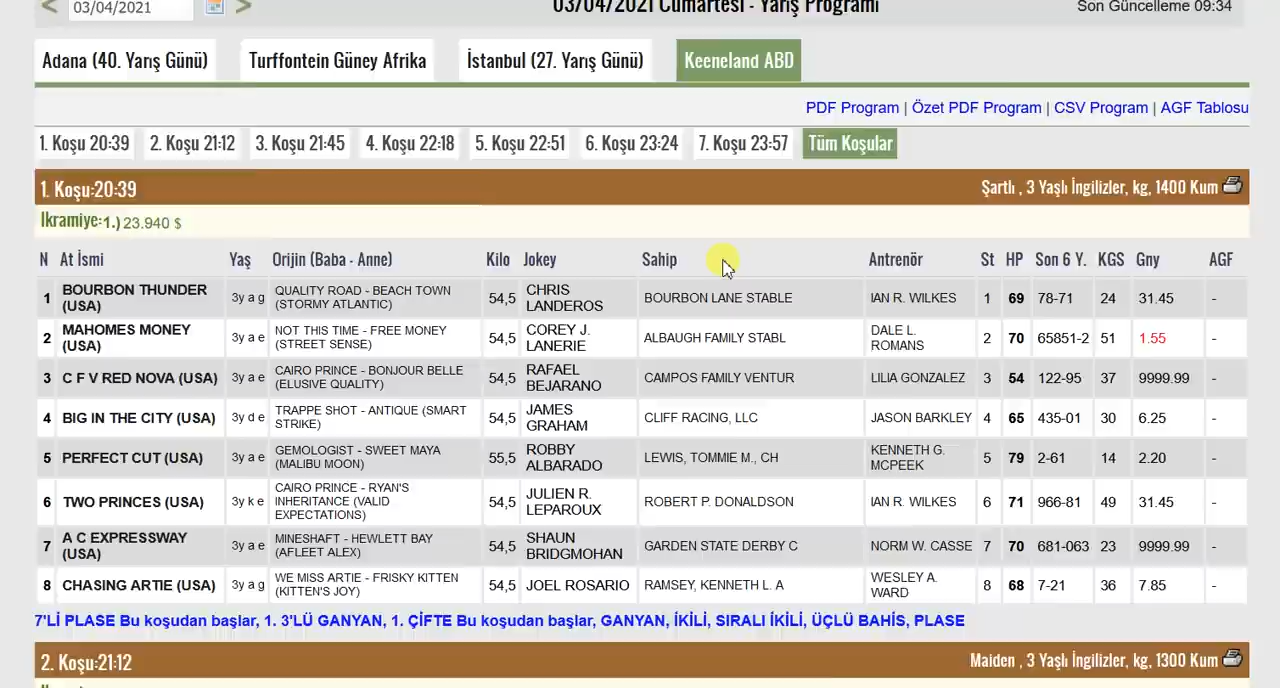 03/04/2021 03/04/2021 Cumartesi - Yarış Programı Son Güncelleme 09:34
Adana (40. Yarış Günü) Turffontein Güney Afrika İstanbul (27. Yarış Günü) Keeneland ABD
PDF Program | Özet PDF Program | CSV Program | AGF Tablosu
1. Koşu 20:39 2. Koşu 21:12 3. Koşu 21:45 4. Koşu 22:18 5. Koşu 22:51 6. Koşu 23:24 7. Koşu 23:57 Tüm Koşular
1. Koşu:20:39 Şartlı , 3 Yaşlı İngilizler, kg, 1400 Kum
Ikramiye:1.) 23.940 $
N At İsmi Yaş Orijin (Baba - Anne) Kilo Jokey Sahip Antrenör St HP Son 6 Y. KGS Gny AGF
1 BOURBON THUNDER (USA) 3y a g QUALITY ROAD - BEACH TOWN (STORMY ATLANTIC) 54,5 CHRIS LANDEROS BOURBON LANE STABLE IAN R. WILKES 1 69 78-71 24 31.45 -
2 MAHOMES MONEY (USA) 3y a e NOT THIS TIME - FREE MONEY (STREET SENSE) 54,5 COREY J. LANERIE ALBAUGH FAMILY STABL DALE L. ROMANS 2 70 65851-2 51 1.55 -
3 C F V RED NOVA (USA) 3y a e CAIRO PRINCE - BONJOUR BELLE (ELUSIVE QUALITY) 54,5 RAFAEL BEJARANO CAMPOS FAMILY VENTUR LILIA GONZALEZ 3 54 122-95 37 9999.99 -
4 BIG IN THE CITY (USA) 3y d e TRAPPE SHOT - ANTIQUE (SMART STRIKE) 54,5 JAMES GRAHAM CLIFF RACING, LLC JASON BARKLEY 4 65 435-01 30 6.25 -
5 PERFECT CUT (USA) 3y a e GEMOLOGIST - SWEET MAYA (MALIBU MOON) 55,5 ROBBY ALBARADO LEWIS, TOMMIE M., CH KENNETH G. MCPEEK 5 79 2-61 14 2.20 -
6 TWO PRINCES (USA) 3y k e CAIRO PRINCE - RYAN'S INHERITANCE (VALID EXPECTATIONS) 54,5 JULIEN R. LEPAROUX ROBERT P. DONALDSON IAN R. WILKES 6 71 966-81 49 31.45 -
7 A C EXPRESSWAY (USA) 3y a e MINESHAFT - HEWLETT BAY (AFLEET ALEX) 54,5 SHAUN BRIDGMOHAN GARDEN STATE DERBY C NORM W. CASSE 7 70 681-063 23 9999.99 -
8 CHASING ARTIE (USA) 3y a g WE MISS ARTIE - FRISKY KITTEN (KITTEN'S JOY) 54,5 JOEL ROSARIO RAMSEY, KENNETH L. A WESLEY A. WARD 8 68 7-21 36 7.85 -
7'Lİ PLASE Bu koşudan başlar, 1. 3'LÜ GANYAN, 1. ÇİFTE Bu koşudan başlar, GANYAN, İKİLİ, SIRALI İKİLİ, ÜÇLÜ BAHİS, PLASE
2. Koşu:21:12 Maiden , 3 Yaşlı İngilizler, kg, 1300 Kum